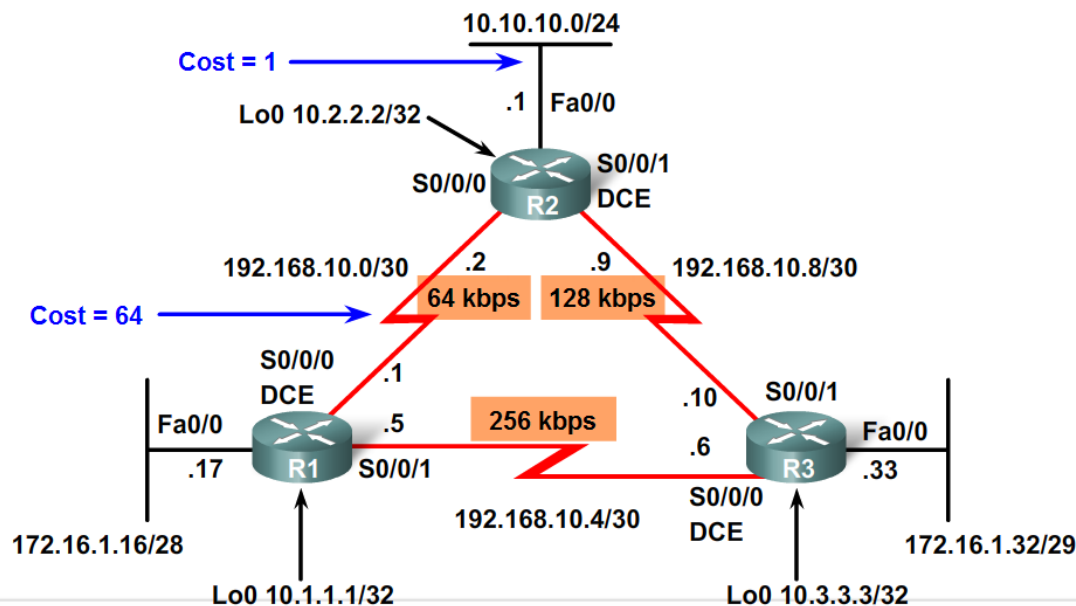 10.10.10.0/24
Cost = 1
.1
Fa0/0
Lo0 10.2.2.2/32
S0/0/0
S0/0/1
DCE
R2
192.168.10.0/30
.2
.9
192.168.10.8/30
64 kbps
128 kbps
Cost = 64
S0/0/0
DCE
.1
.10
S0/0/1
Fa0/0
.5
256 kbps
.6
Fa0/0
.17
R1
S0/0/1
R3
.33
S0/0/0
DCE
192.168.10.4/30
172.16.1.16/28
172.16.1.32/29
Lo0 10.1.1.1/32
Lo0 10.3.3.3/32